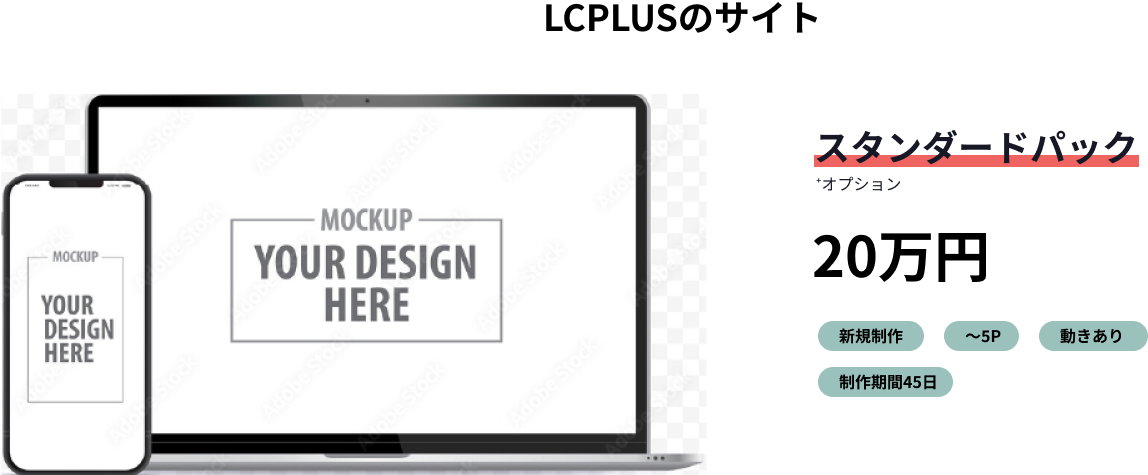 LCPLUSのサイト
MOCKUP
YOUR DESIGN
HERE
MOCKUP
YOUR
DESIGN
HERE
スタンダードパック
+オプション
20万円
新規制作
〜5P
動きあり
制作期間45日
Adobe Stock